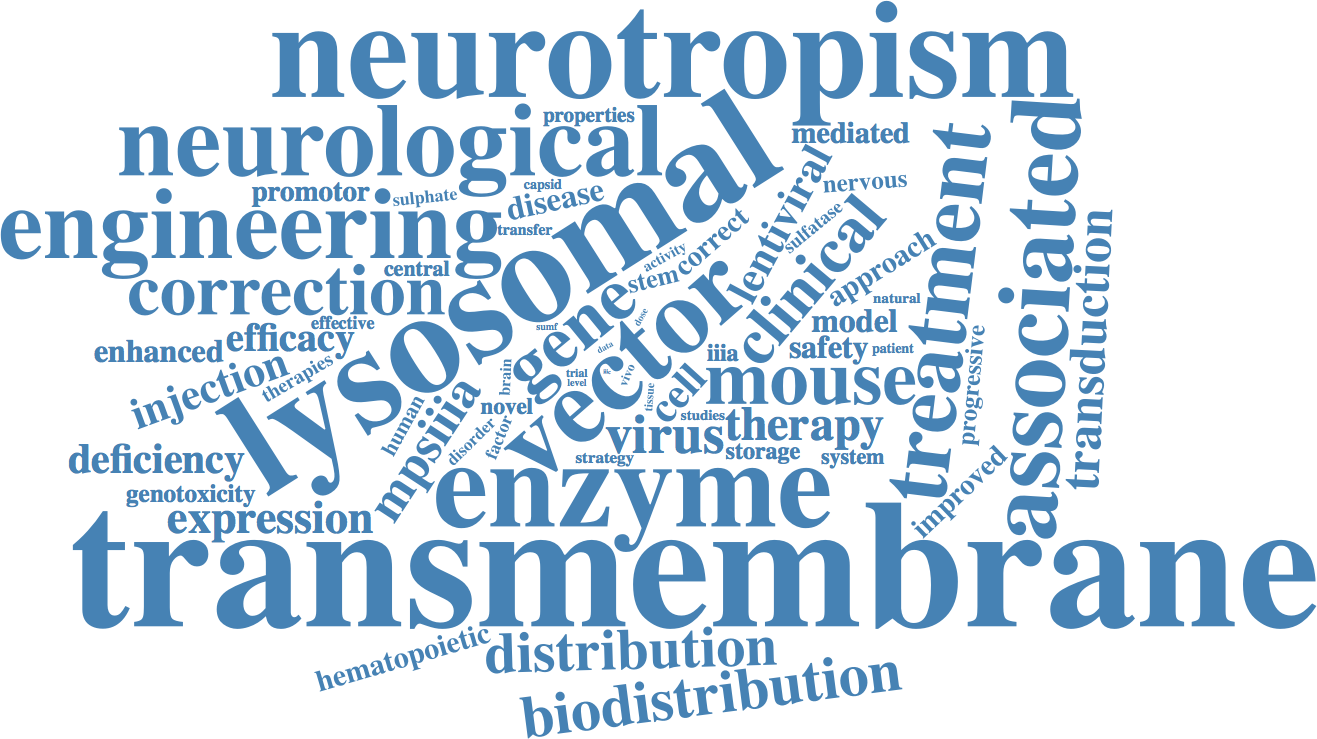 neurotropism
neurological
properties
mediated
lysosomal
associated
treatment
promotor
sulphate
capsid
disease
nervous
lentiviral
engineering
transfer
correct
sulfatase
clinical
transduction
central
activity
stem
approach
correction
gene
vector
natural
effective
sumf
dose
model
enhanced
efficacy
data
iiia
safety
patient
injection
therapies
brain
trial
level
iiic
vivo
tissue
cell
mouse
progressive
human
mpsiiia
novel
studies
disorder
factor
virus
therapy
deficiency
strategy
storage
system
genotoxicity
enzyme
improved
expression
transmembrane
hematopoietic
distribution
biodistribution